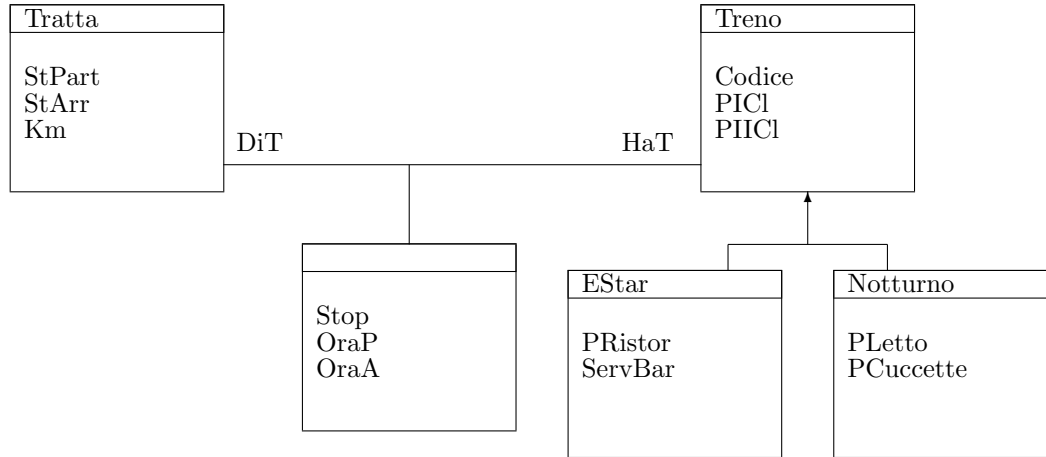 Tratta
StPart
StArr
Km
DiT
HaT
Treno
Codice
PICl
PIICl
Stop
OraP
OraA
EStar
PRistor
ServBar
Notturno
PLetto
PCuccette